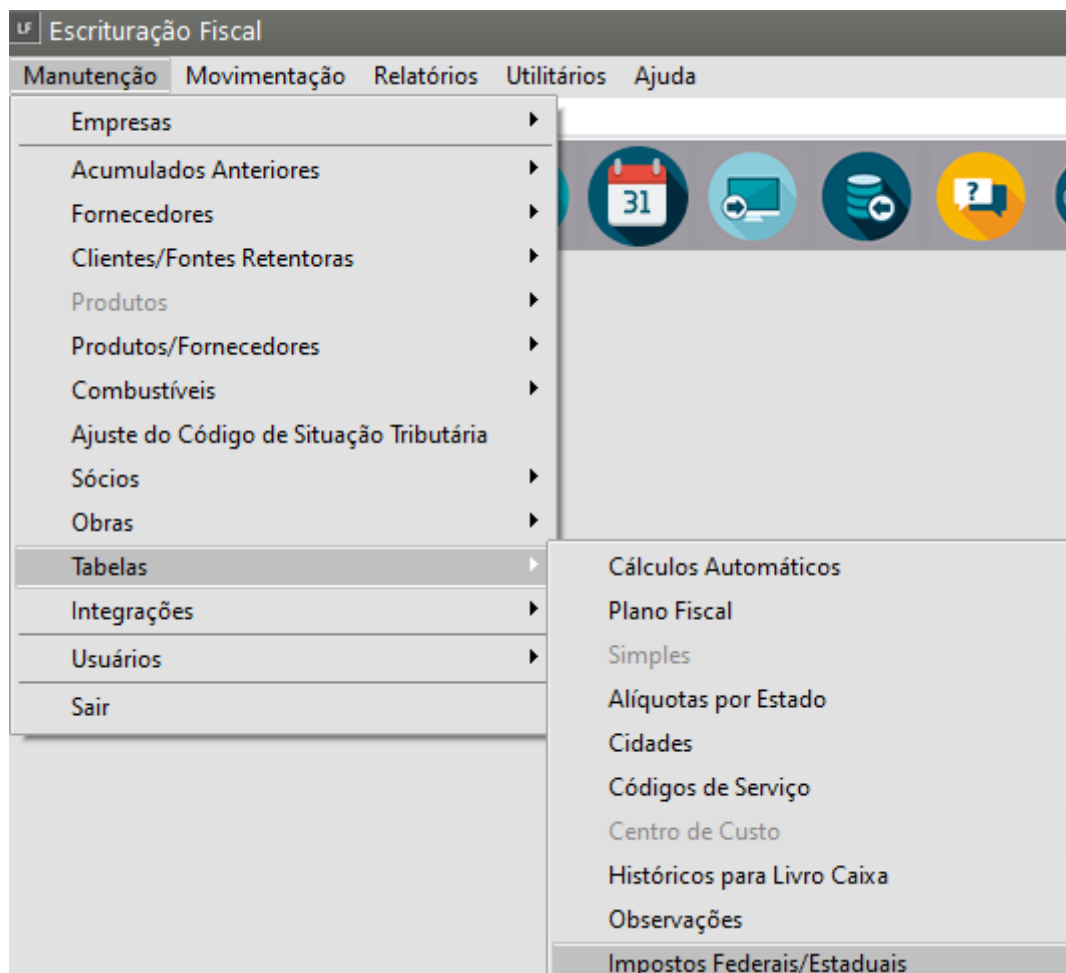 LF Escrituração Fiscal
Manutenção Movimentação Relatórios Utilitários Ajuda
Empresas
Acumulados Anteriores
Fornecedores
Clientes/Fontes Retentoras
Produtos
Produtos/Fornecedores
Combustíveis
Ajuste do Código de Situação Tributária
Sócios
Obras
Tabelas
Integrações
Usuários
Sair
31
?
Cálculos Automáticos
Plano Fiscal
Simples
Alíquotas por Estado
Cidades
Códigos de Serviço
Centro de Custo
Históricos para Livro Caixa
Observações
Impostos Federais/Estaduais